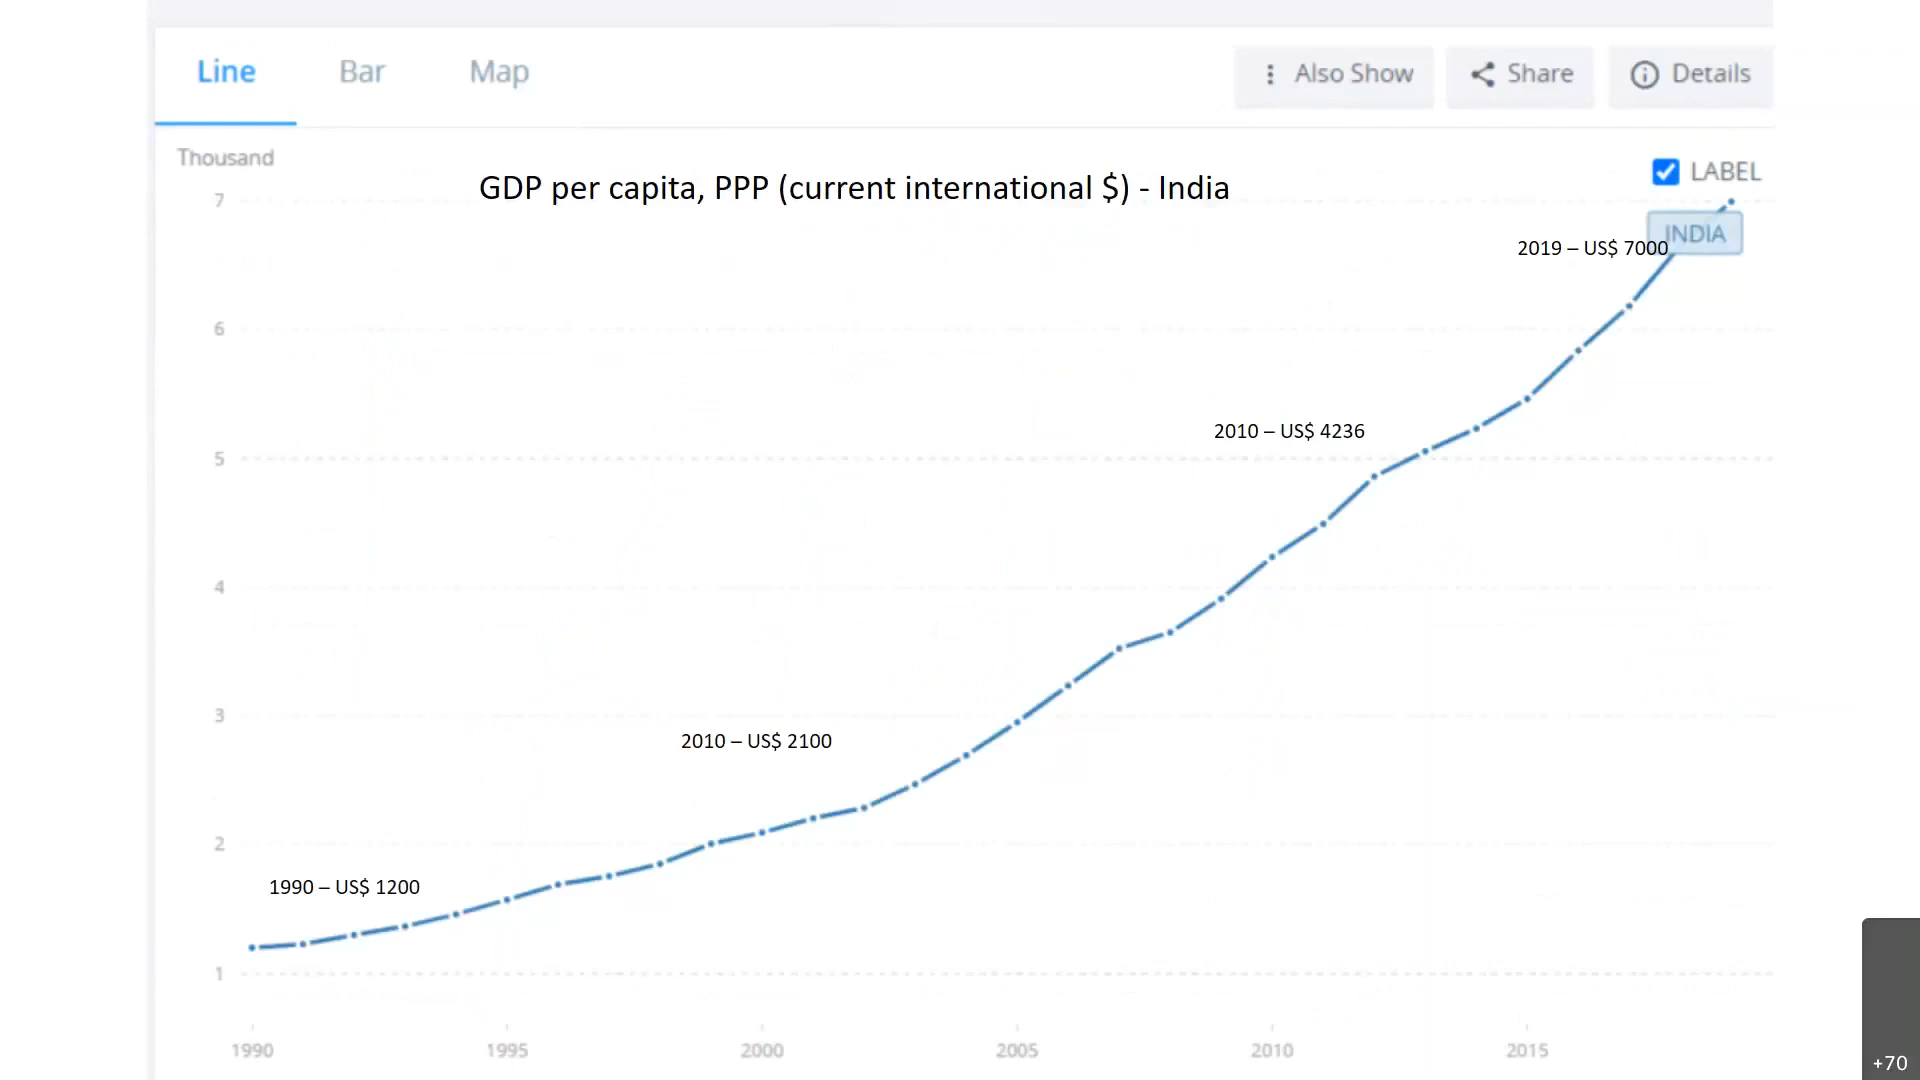 Line Bar Map Also Show Share Details
Thousand
LABEL
GDP per capita, PPP (current international $) - India
7
INDIA
2019 – US$ 7000
6
2010 – US$ 4236
5
4
3
2010 – US$ 2100
2
1990 – US$ 1200
1
1990 1995 2000 2005 2010 2015
+70